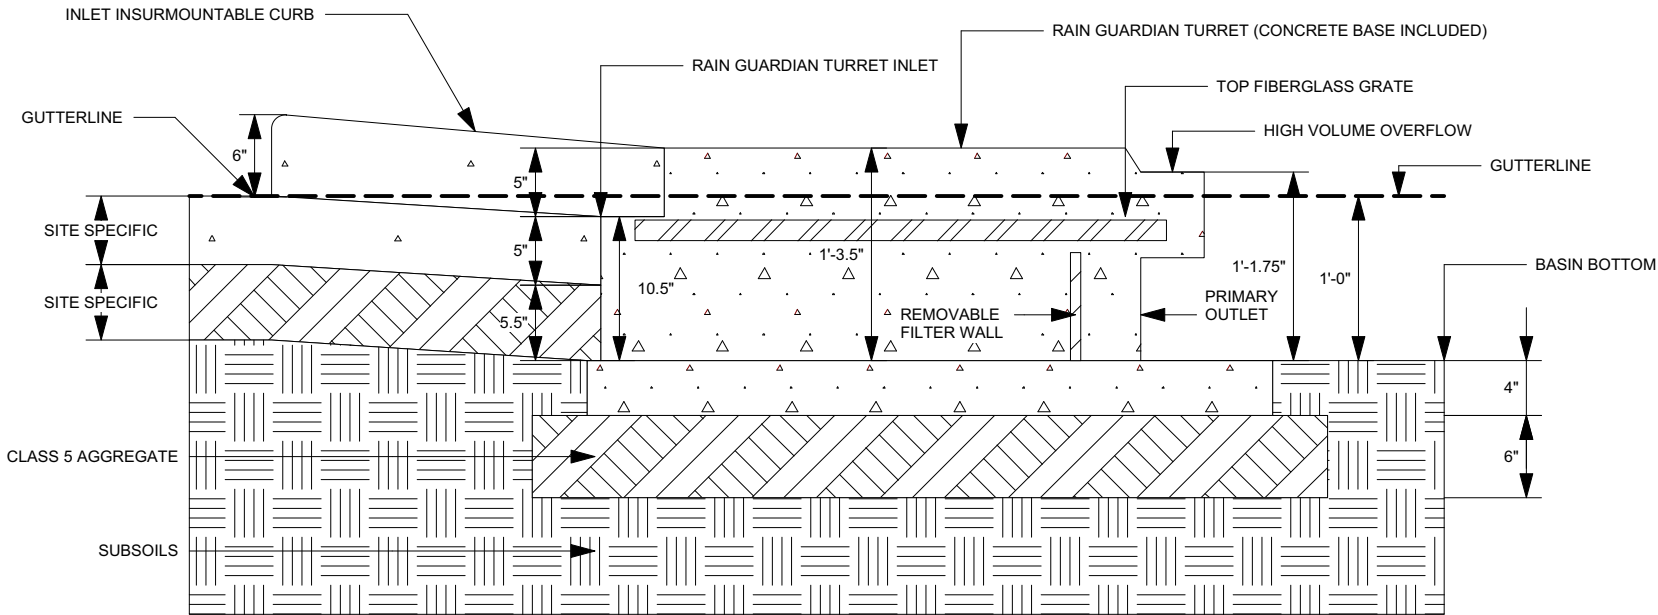 INLET INSURMOUNTABLE CURB
RAIN GUARDIAN TURRET (CONCRETE BASE INCLUDED)
RAIN GUARDIAN TURRET INLET
TOP FIBERGLASS GRATE
GUTTERLINE
HIGH VOLUME OVERFLOW
6"
GUTTERLINE
5"
SITE SPECIFIC
5"
1'-3.5"
1'-1.75"
1'-0"
BASIN BOTTOM
10.5"
SITE SPECIFIC
5.5"
REMOVABLE
FILTER WALL
PRIMARY
OUTLET
4"
CLASS 5 AGGREGATE
6"
SUBSOILS